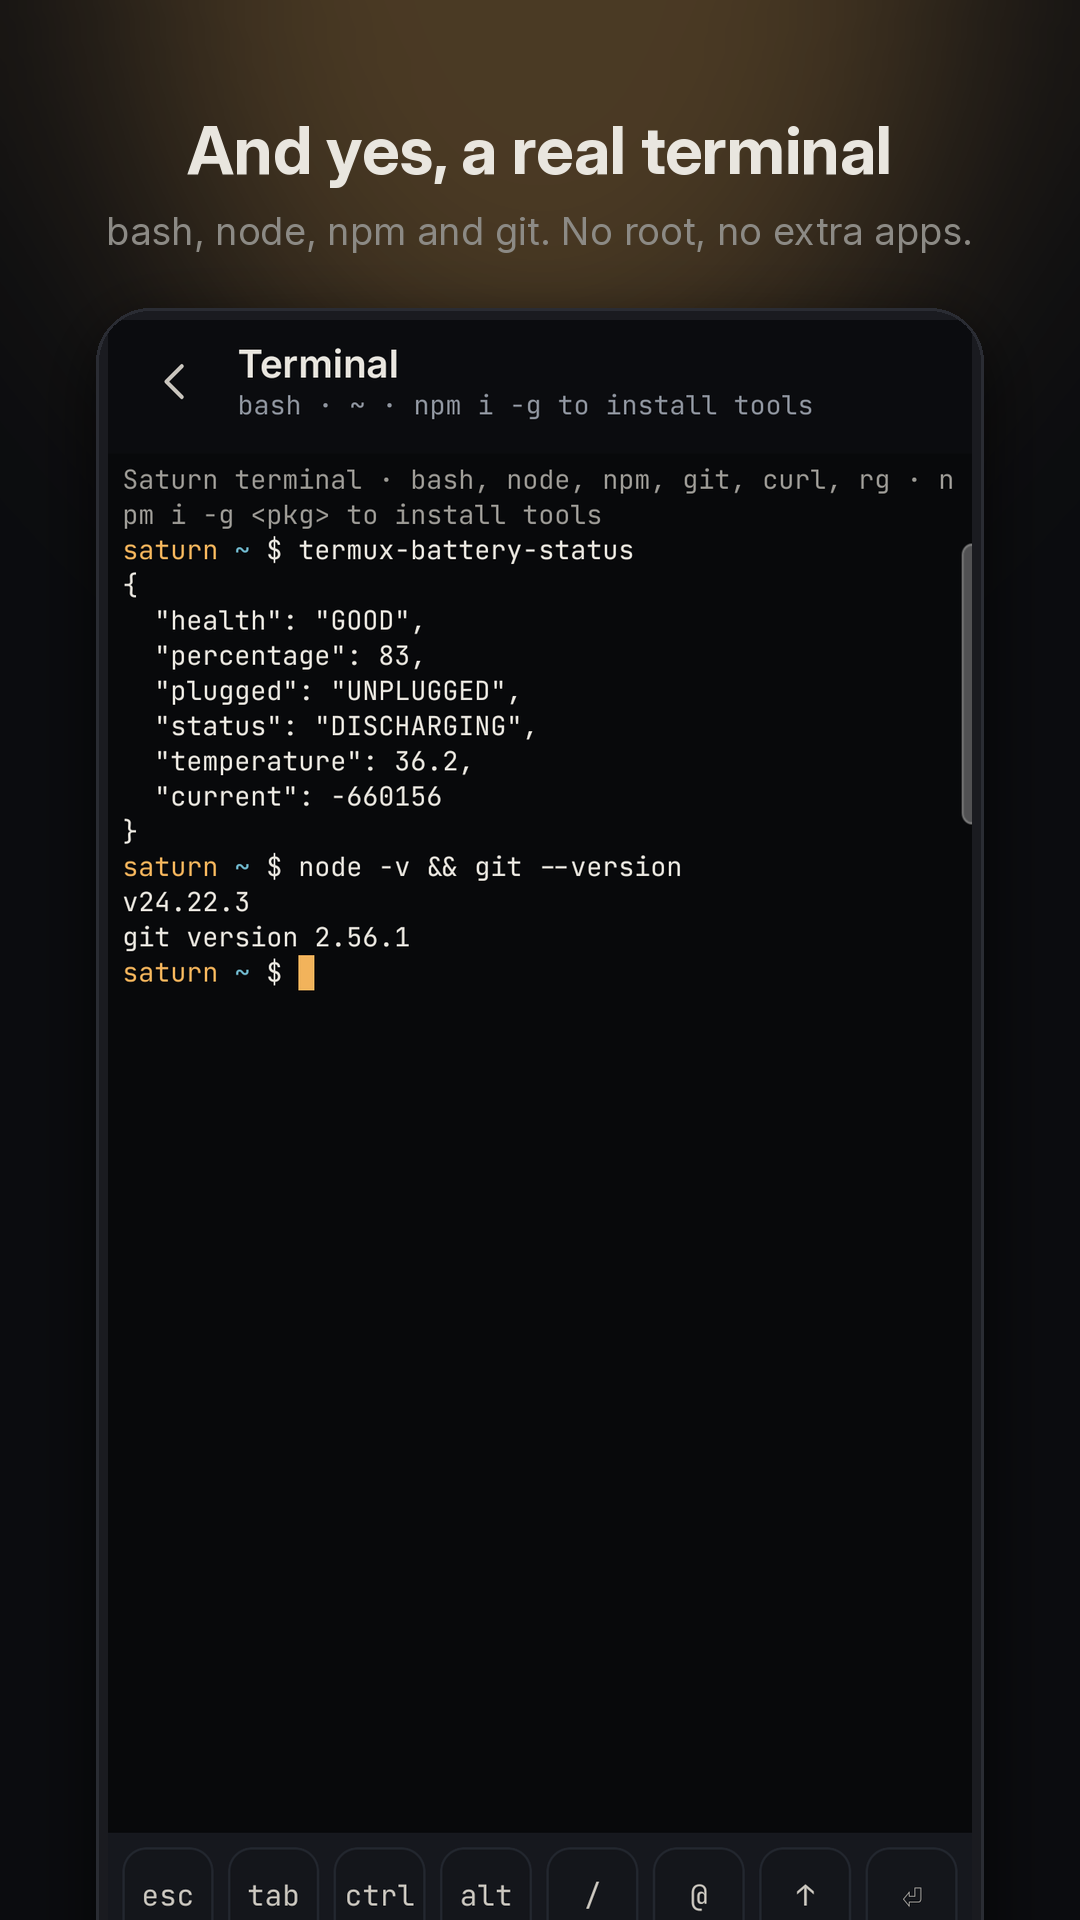 And yes, a real terminal
bash, node, npm and git. No root, no extra apps.
Terminal
bash · ~ · npm i -g to install tools
Saturn terminal · bash, node, npm, git, curl, rg · n
pm i -g <pkg> to install tools
saturn ~ $ termux-battery-status
{
  "health": "GOOD",
  "percentage": 83,
  "plugged": "UNPLUGGED",
  "status": "DISCHARGING",
  "temperature": 36.2,
  "current": -660156
}
saturn ~ $ node -v && git --version
v24.22.3
git version 2.56.1
saturn ~ $
esc tab ctrl alt / @ ↑ ⏎